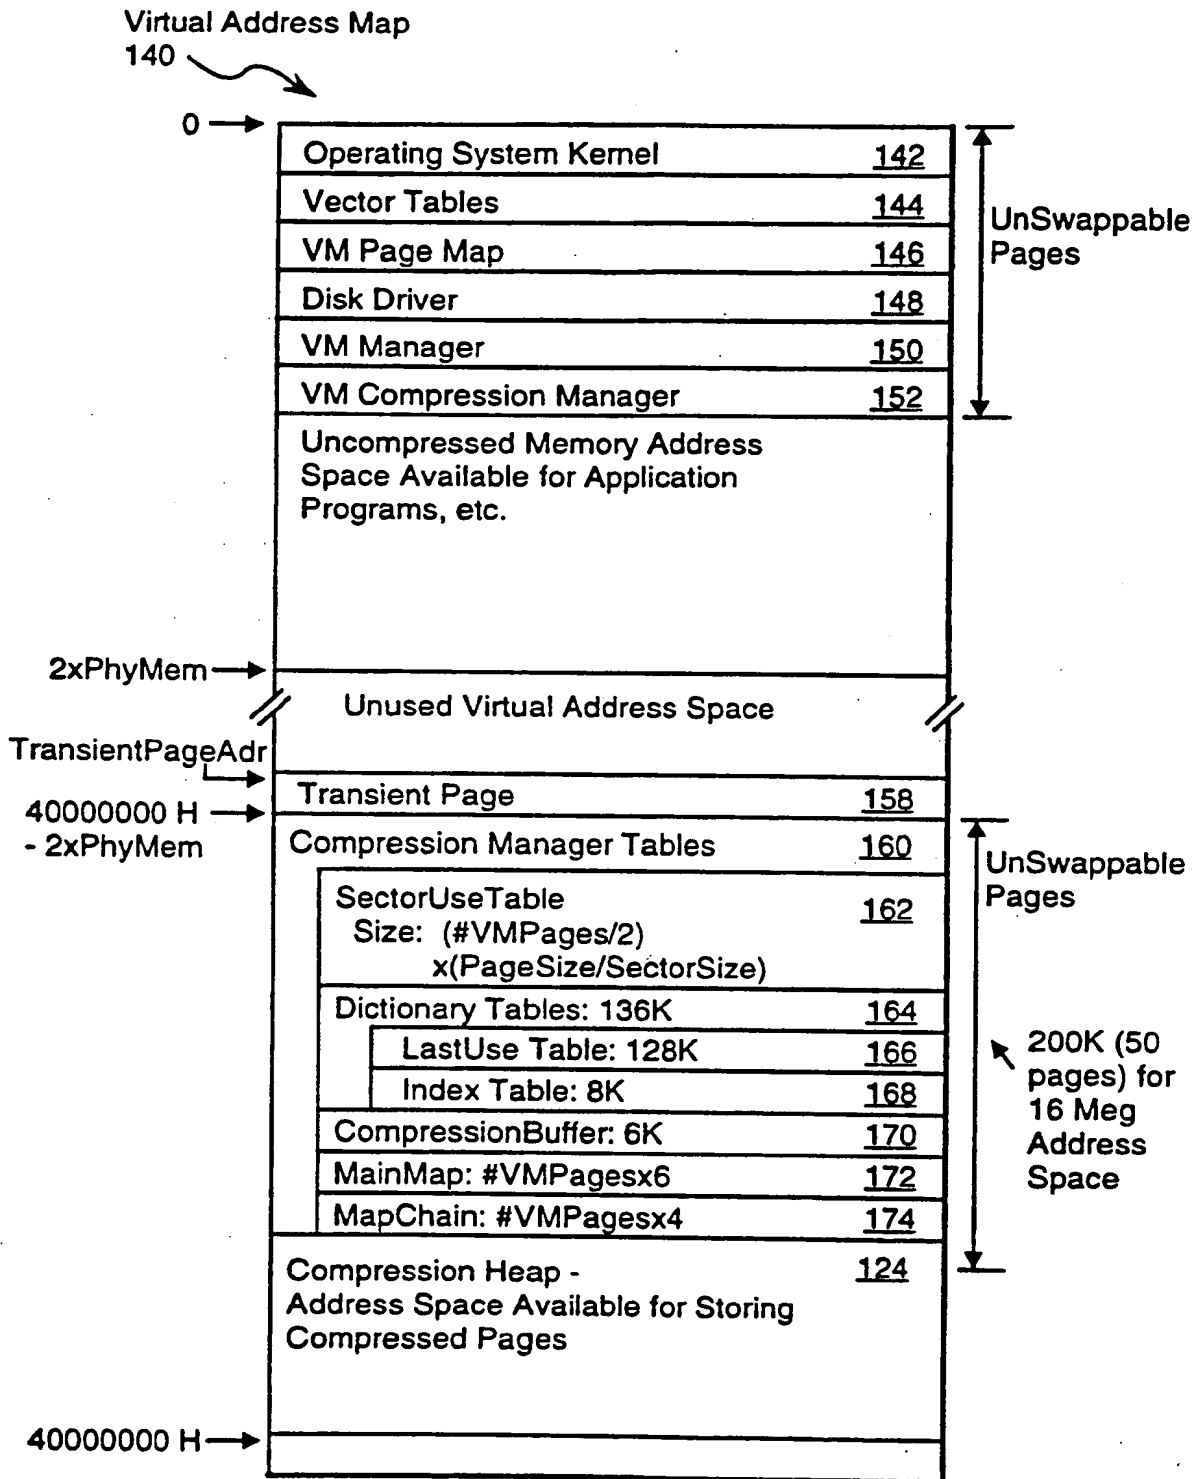 Virtual Address Map
140
0
Operating System Kernel 142
Vector Tables 144
VM Page Map 146
Disk Driver 148
VM Manager 150
VM Compression Manager 152
UnSwappable
Pages
Uncompressed Memory Address
Space Available for Application
Programs, etc.
2xPhyMem
Unused Virtual Address Space
TransientPageAdr
Transient Page 158
40000000 H
- 2xPhyMem
Compression Manager Tables 160
UnSwappable
Pages
SectorUseTable 162
Size: (#VMPages/2)
x(PageSize/SectorSize)
Dictionary Tables: 136K 164
LastUse Table: 128K 166
Index Table: 8K 168
CompressionBuffer: 6K 170
MainMap: #VMPagesx6 172
MapChain: #VMPagesx4 174
200K (50
pages) for
16 Meg
Address
Space
Compression Heap - 124
Address Space Available for Storing
Compressed Pages
40000000 H